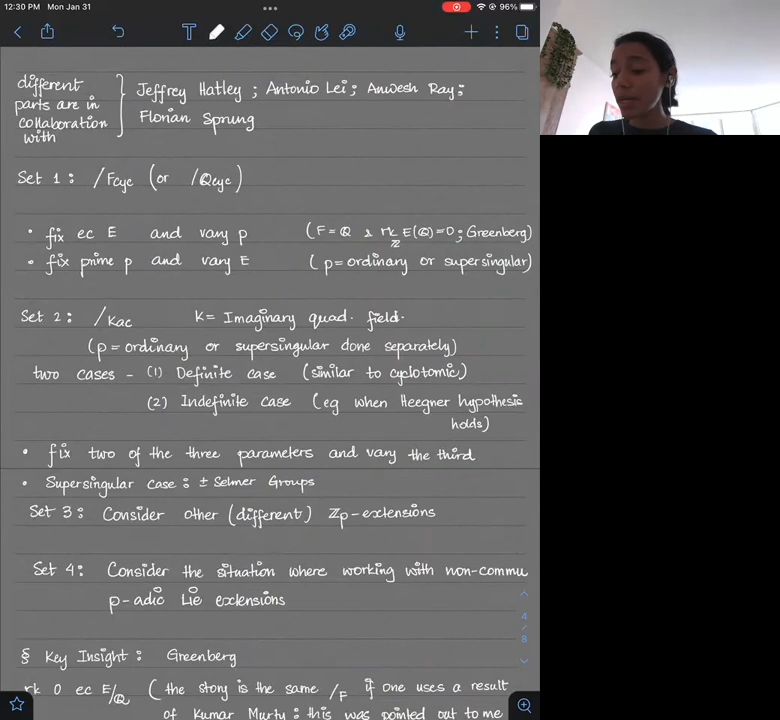 12:30 PM Mon Jan 31
96%
different
parts are in
collaboration
with
Jeffrey Hatley ; Antonio Lei ; Anwesh Ray ;
Florian Sprung
Set 1 : /Fcyc (or /Qcyc)
• fix ec E and vary p (F = Q & rk_Z E(Q) = 0 ; Greenberg)
• fix prime p and vary E (p = ordinary or supersingular)
Set 2 : /Kac K = Imaginary quad. field.
(p = ordinary or supersingular done separately)
two cases - (1) Definite case (similar to cyclotomic)
(2) Indefinite case (eg when Heegner hypothesis
holds)
• fix two of the three parameters and vary the third
• Supersingular case : ± Selmer Groups
Set 3 : Consider other (different) Zp-extensions
Set 4 : Consider the situation where working with non-commu
p-adic Lie extensions
4
/
8
§ Key Insight : Greenberg
rk 0 ec E/Q ( the story is the same /F if one uses a result
of Kumar Murty : this was pointed out to me